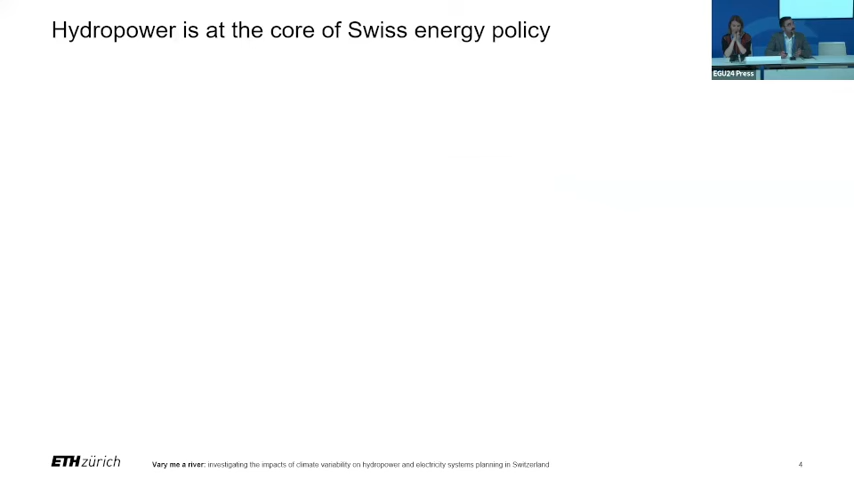 Hydropower is at the core of Swiss energy policy
EGU24 Press
ETH zürich
Vary me a river: investigating the impacts of climate variability on hydropower and electricity systems planning in Switzerland
4